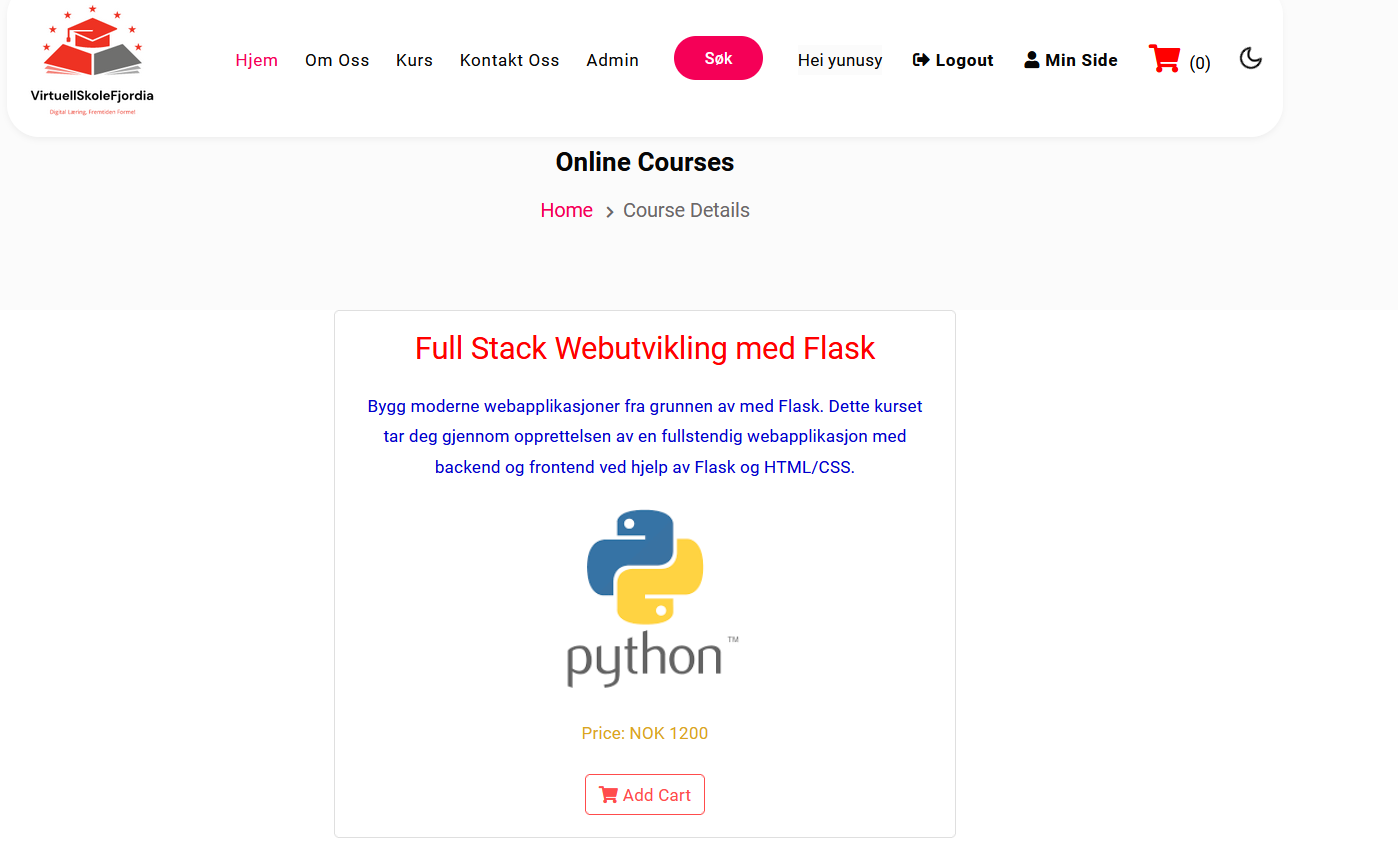 VirtuellSkoleFjordia
Digital Læring, Fremtiden Formet
Hjem Om Oss Kurs Kontakt Oss Admin Søk Hei yunusy Logout Min Side (0)
Online Courses
Home > Course Details
Full Stack Webutvikling med Flask
Bygg moderne webapplikasjoner fra grunnen av med Flask. Dette kurset
tar deg gjennom opprettelsen av en fullstendig webapplikasjon med
backend og frontend ved hjelp av Flask og HTML/CSS.
python™
Price: NOK 1200
Add Cart